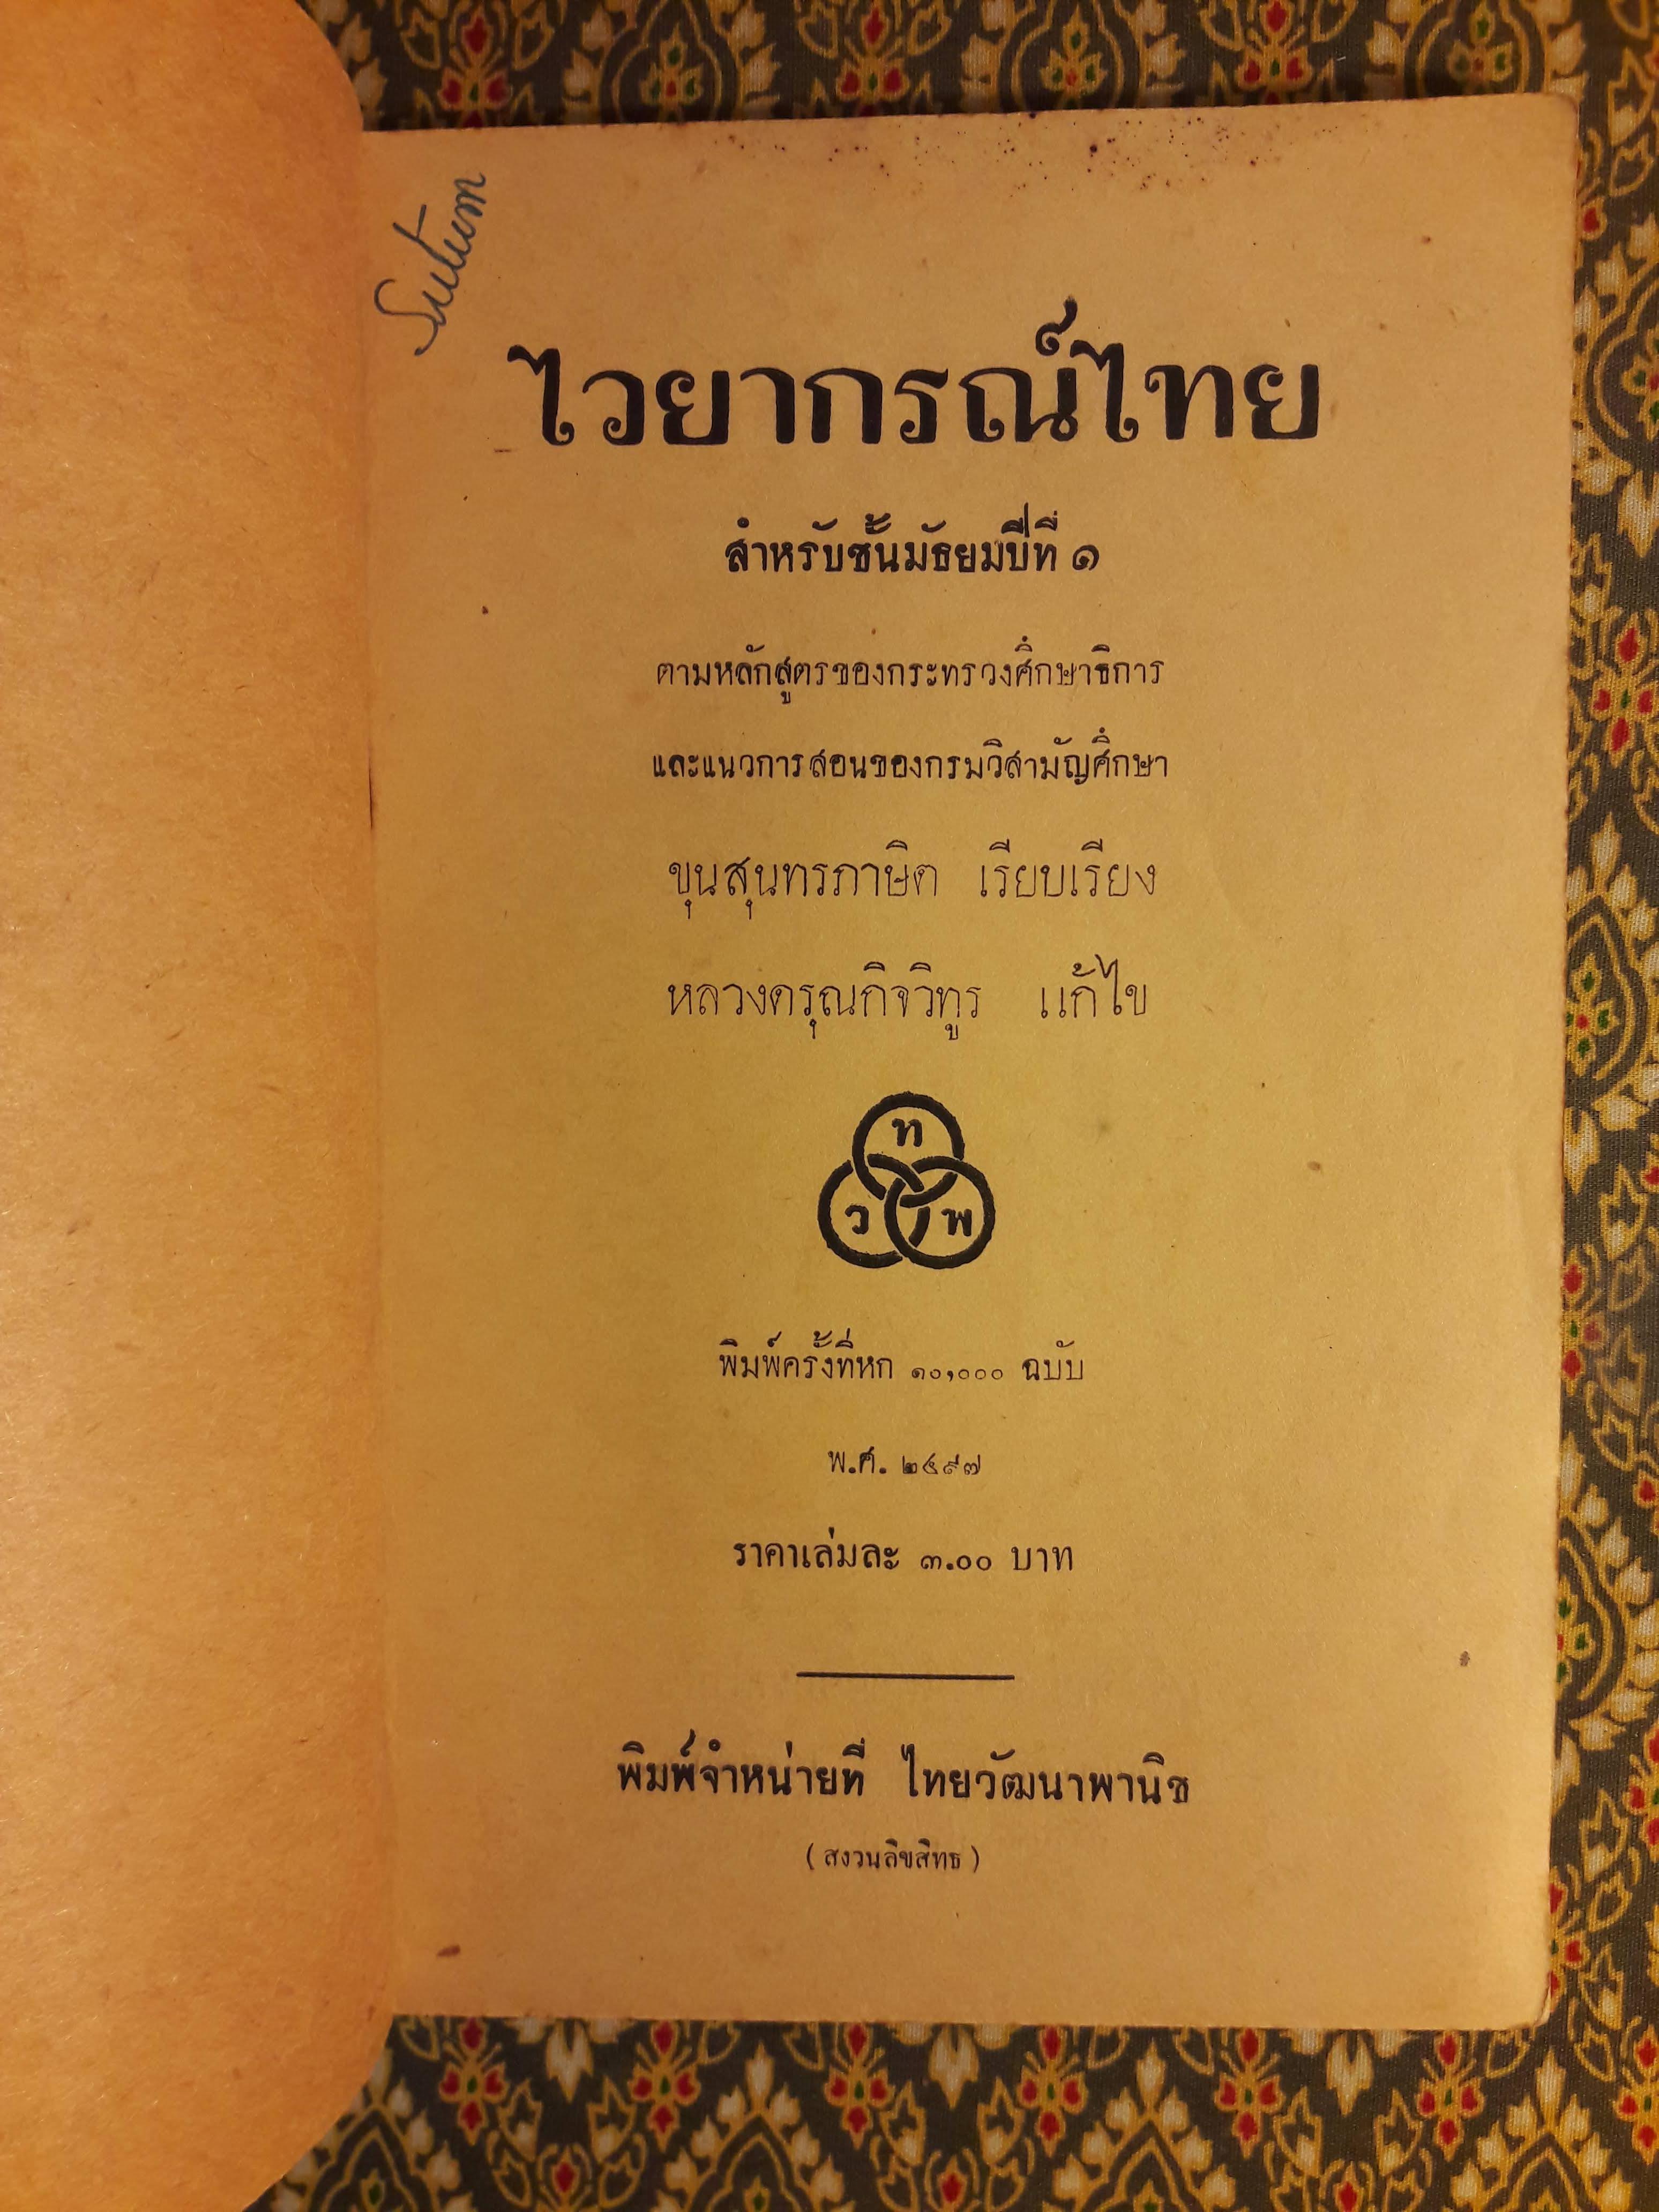 Sutum
ไวยากรณ์ไทย
สำหรับชั้นมัธยมปีที่ ๑
ตามหลักสูตรของกระทรวงศึกษาธิการ
และแนวการสอนของกรมวิสามัญศึกษา
ขุนสุนทรภาษิต เรียบเรียง
หลวงดรุณกิจวิทูร แก้ไข
ท
ว พ
พิมพ์ครั้งที่หก ๑๐,๐๐๐ ฉบับ
พ.ศ. ๒๔๙๗
ราคาเล่มละ ๓.๐๐ บาท
พิมพ์จำหน่ายที่ ไทยวัฒนาพานิช
(สงวนลิขสิทธ)